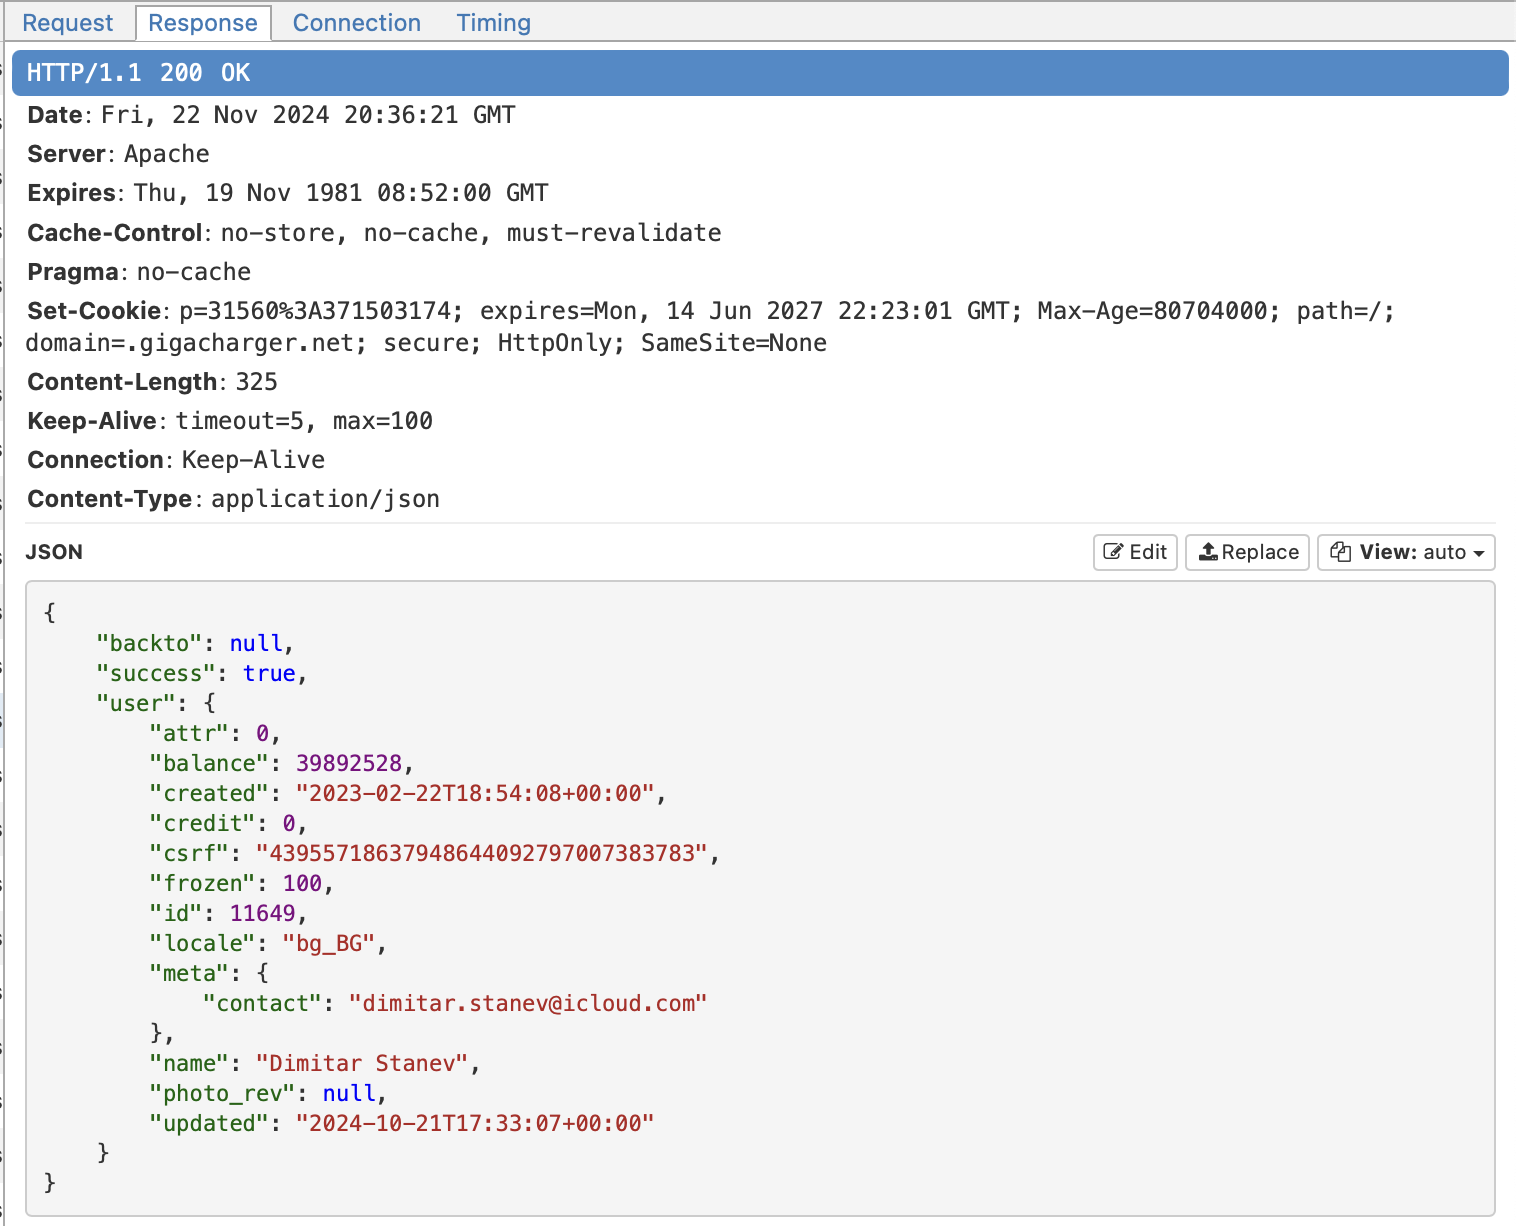 Request Response Connection Timing
HTTP/1.1 200 OK
Date: Fri, 22 Nov 2024 20:36:21 GMT
Server: Apache
Expires: Thu, 19 Nov 1981 08:52:00 GMT
Cache-Control: no-store, no-cache, must-revalidate
Pragma: no-cache
Set-Cookie: p=31560%3A371503174; expires=Mon, 14 Jun 2027 22:23:01 GMT; Max-Age=80704000; path=/;
domain=.gigacharger.net; secure; HttpOnly; SameSite=None
Content-Length: 325
Keep-Alive: timeout=5, max=100
Connection: Keep-Alive
Content-Type: application/json
JSON Edit Replace View: auto
{
    "backto": null,
    "success": true,
    "user": {
        "attr": 0,
        "balance": 39892528,
        "created": "2023-02-22T18:54:08+00:00",
        "credit": 0,
        "csrf": "43955718637948644092797007383783",
        "frozen": 100,
        "id": 11649,
        "locale": "bg_BG",
        "meta": {
            "contact": "dimitar.stanev@icloud.com"
        },
        "name": "Dimitar Stanev",
        "photo_rev": null,
        "updated": "2024-10-21T17:33:07+00:00"
    }
}